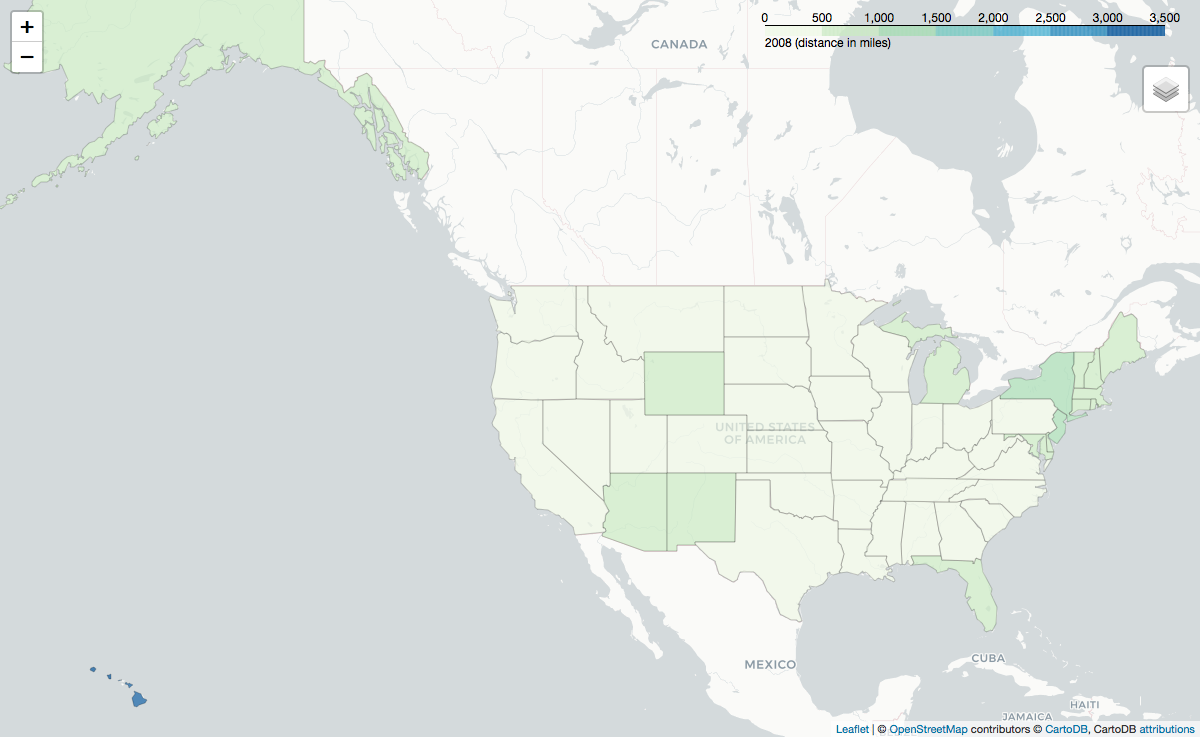 +
−
0 500 1,000 1,500 2,000 2,500 3,000 3,500
2008 (distance in miles)
CANADA
UNITED STATES
OF AMERICA
MEXICO
CUBA
HAITI
JAMAICA
Leaflet | © OpenStreetMap contributors © CartoDB, CartoDB attributions